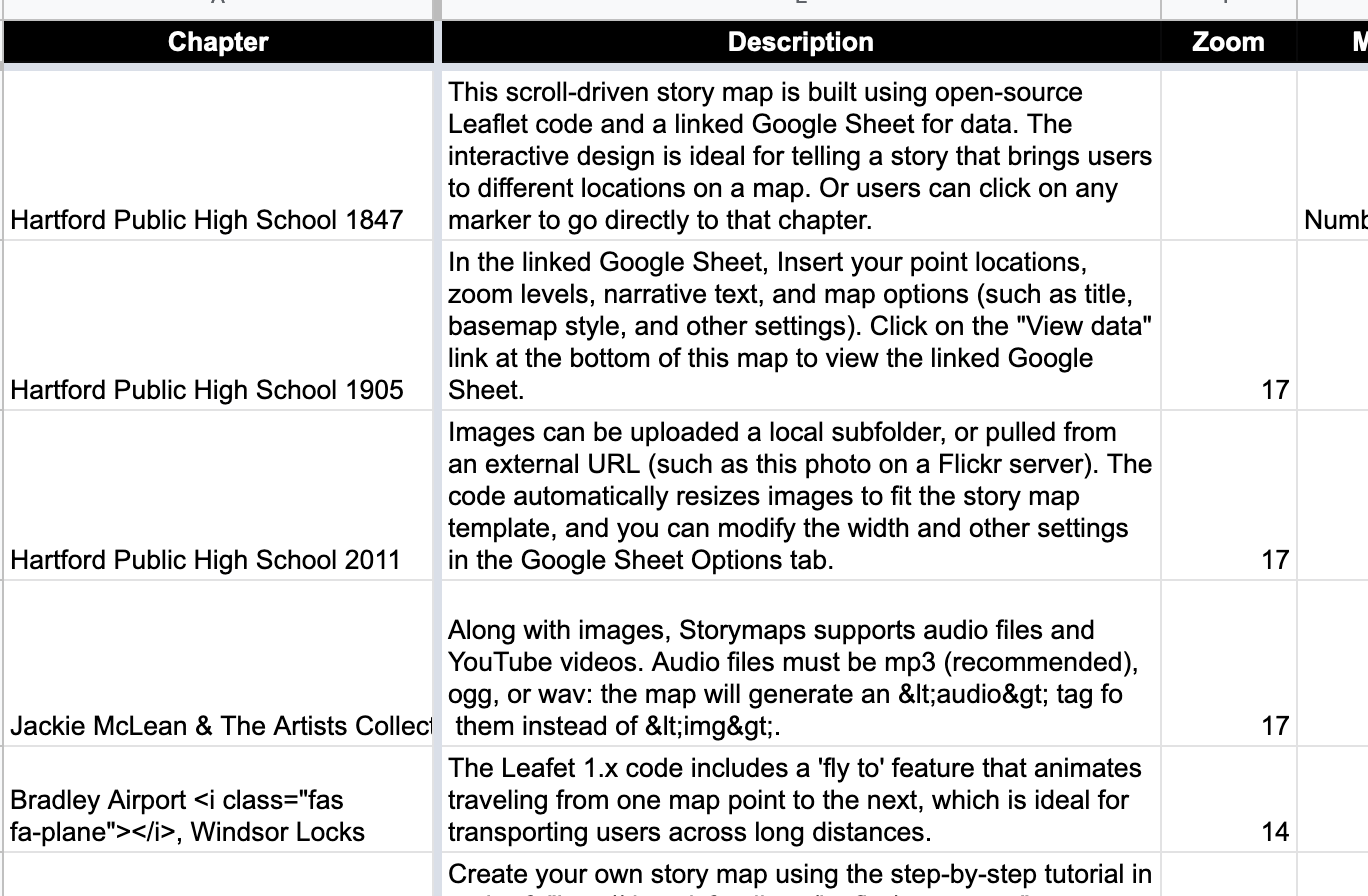 Chapter Description Zoom
This scroll-driven story map is built using open-source
Leaflet code and a linked Google Sheet for data. The
interactive design is ideal for telling a story that brings users
to different locations on a map. Or users can click on any
marker to go directly to that chapter.
Hartford Public High School 1847
In the linked Google Sheet, Insert your point locations,
zoom levels, narrative text, and map options (such as title,
basemap style, and other settings). Click on the "View data"
link at the bottom of this map to view the linked Google
Sheet.
Hartford Public High School 1905
17
Images can be uploaded a local subfolder, or pulled from
an external URL (such as this photo on a Flickr server). The
code automatically resizes images to fit the story map
template, and you can modify the width and other settings
in the Google Sheet Options tab.
Hartford Public High School 2011
17
Along with images, Storymaps supports audio files and
YouTube videos. Audio files must be mp3 (recommended),
ogg, or wav: the map will generate an &lt;audio&gt; tag fo
them instead of &lt;img&gt;.
Jackie McLean & The Artists Collect
17
The Leafet 1.x code includes a 'fly to' feature that animates
traveling from one map point to the next, which is ideal for
transporting users across long distances.
Bradley Airport <i class="fas
fa-plane"></i>, Windsor Locks
14
Create your own story map using the step-by-step tutorial in